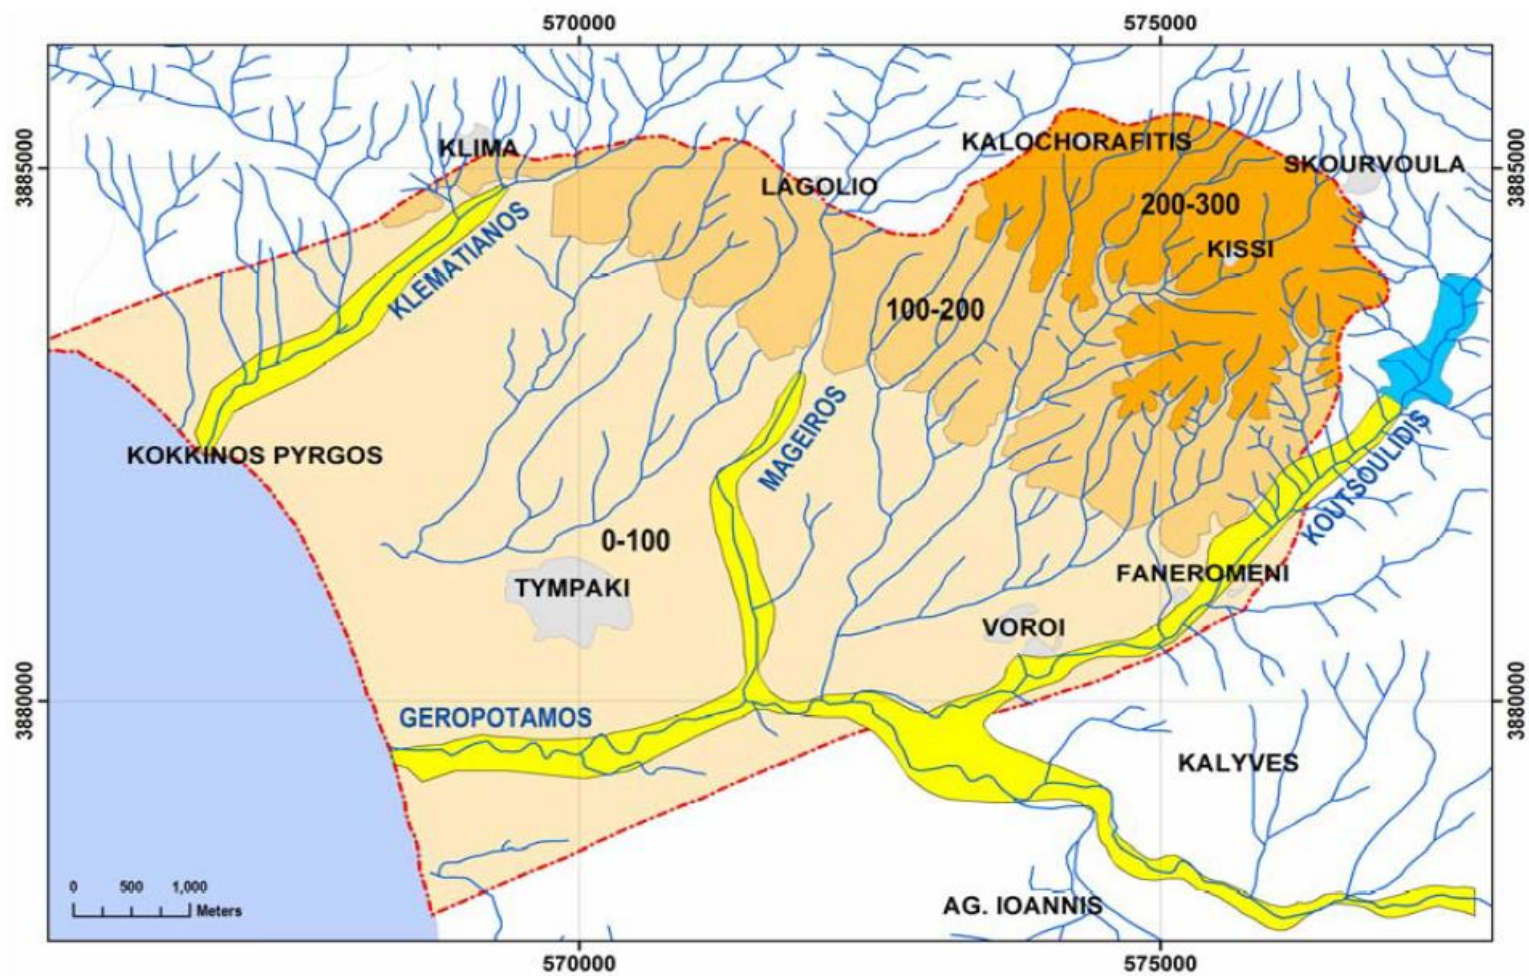 570000 575000
3885000
KLIMA
KALOCHORAFITIS
3885000
SKOURVOULA
LAGOLIO
200-300
KISSI
KLEMATIANOS
100-200
MAGEIROS
KOKKINOS PYRGOS
KOUTSOULIDIS
0-100
FANEROMENI
TYMPAKI
VOROI
3880000
GEROPOTAMOS
3880000
KALYVES
0 500 1,000
Meters
AG. IOANNIS
570000 575000